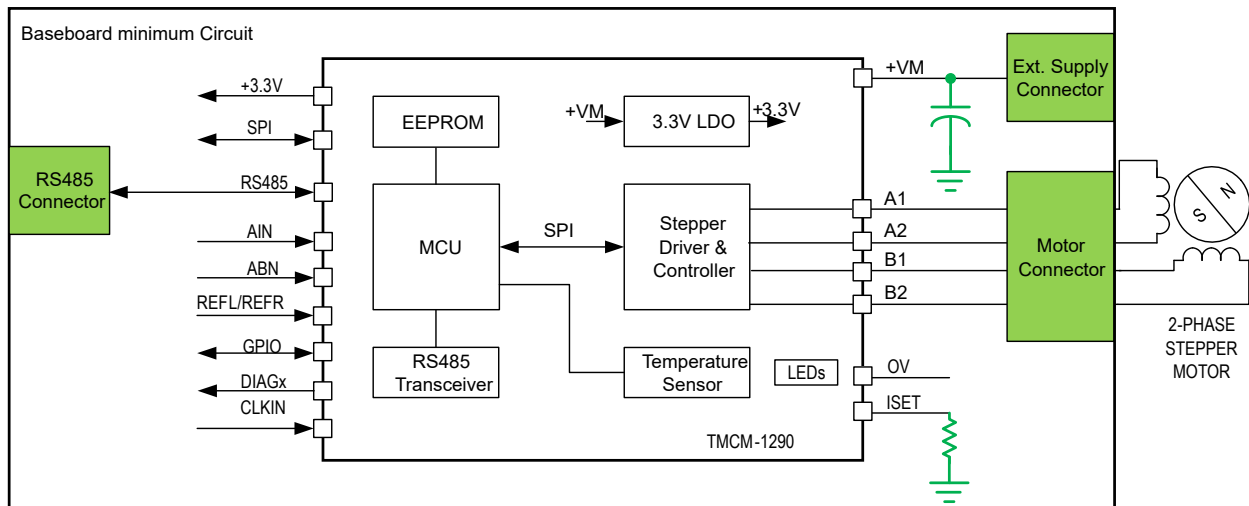 Baseboard minimum Circuit
+3.3V
SPI
RS485
Connector
RS485
AIN
ABN
REFL/REFR
GPIO
DIAGx
CLKIN
EEPROM
+VM
3.3V LDO
+3.3V
MCU
SPI
Stepper
Driver &
Controller
RS485
Transceiver
Temperature
Sensor
LEDs
TMCM-1290
+VM
Ext. Supply
Connector
A1
A2
B1
B2
Motor
Connector
S
N
2-PHASE
STEPPER
MOTOR
OV
ISET